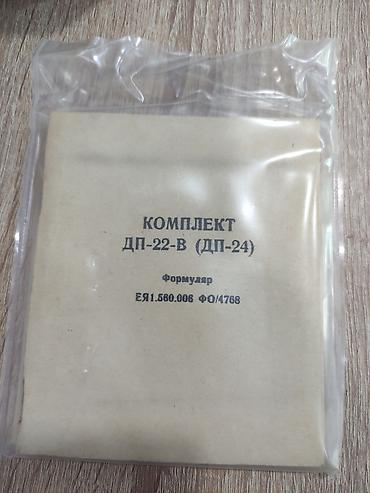 КОМПЛЕКТ
ДП-22-В (ДП-24)
Формуляр
ЕЯ1.560.006 ФО/4768